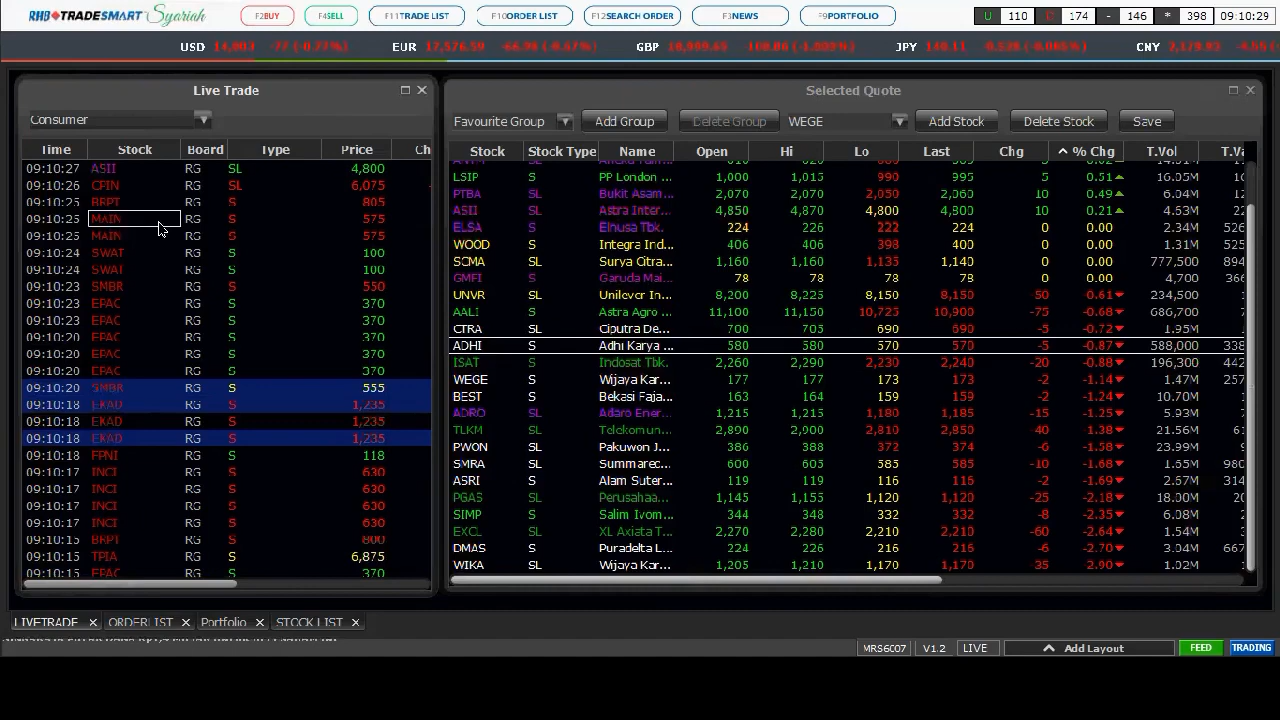 RHB TRADESMART Syariah F2BUY F4SELL F11TRADE LIST F10ORDER LIST F12SEARCH ORDER F3NEWS F9PORTFOLIO U 110 D 174 - 146 * 398 09:10:29
USD EUR GBP JPY CNY
Live Trade
Consumer
Time Stock Board Type Price Ch
09:10:27 ASII RG SL 4,800
09:10:26 CPIN RG SL 6,075
09:10:25 BRPT RG S 805
09:10:25 MAIN RG S 575
09:10:25 MAIN RG S 575
09:10:24 SWAT RG S 100
09:10:24 SWAT RG S 100
09:10:23 SMBR RG S 550
09:10:23 EPAC RG S 370
09:10:23 EPAC RG S 370
09:10:20 EPAC RG S 370
09:10:20 EPAC RG S 370
09:10:20 EPAC RG S 370
09:10:20 SMBR RG S 555
09:10:18 EKAD RG S 1,235
09:10:18 EKAD RG S 1,235
09:10:18 EKAD RG S 1,235
09:10:18 FPNI RG S 118
09:10:17 INCI RG S 630
09:10:17 INCI RG S 630
09:10:17 INCI RG S 630
09:10:17 INCI RG S 630
09:10:15 BRPT RG S 800
09:10:15 TPIA RG S 6,875
09:10:15 EPAC RG S 370
Selected Quote
Favourite Group Add Group Delete Group WEGE Add Stock Delete Stock Save
Stock Stock Type Name Open Hi Lo Last Chg % Chg T.Vol T.Va
LSIP SL PP London ... 1,000 1,015 990 995 5 0.51 16.05M
PTBA SL Bukit Asam... 2,070 2,070 2,050 2,060 10 0.49 6.04M 12
ASII SL Astra Inter... 4,850 4,870 4,800 4,800 10 0.21 4.53M 22
ELSA S Elnusa Tbk. 224 226 222 224 0 0.00 2.34M 526
WOOD S Integra Ind... 406 406 398 400 0 0.00 1.31M 525
SCMA SL Surya Citra... 1,160 1,160 1,135 1,140 0 0.00 777,500 894
GMFI S Garuda Mai... 78 78 78 78 0 0.00 4,700 366
UNVR SL Unilever In... 8,200 8,225 8,150 8,150 -50 -0.61 234,500
AALI SL Astra Agro ... 11,100 11,150 10,725 10,900 -75 -0.68 686,700
CTRA SL Ciputra De... 700 705 690 690 -5 -0.72 1.95M
ADHI S Adhi Karya ... 580 580 570 570 -5 -0.87 588,000 338
ISAT S Indosat Tbk. 2,260 2,290 2,230 2,240 -20 -0.88 196,300 442
WEGE S Wijaya Kar... 177 177 173 173 -2 -1.14 1.47M 257
BEST S Bekasi Faja... 163 164 159 159 -2 -1.24 10.70M
ADRO SL Adaro Ener... 1,215 1,215 1,180 1,185 -15 -1.25 5.93M
TLKM SL Telekomun... 2,890 2,900 2,810 2,850 -40 -1.38 21.56M
PWON SL Pakuwon J... 386 388 372 374 -6 -1.58 23.99M
SMRA SL Summarec... 600 605 585 585 -10 -1.68 1.55M 980
ASRI S Alam Suter... 119 119 116 116 -2 -1.69 2.57M 314
PGAS SL Perusahaa... 1,145 1,155 1,120 1,120 -25 -2.18 18.00M
SIMP S Salim Ivom... 344 348 332 332 -8 -2.35 6.08M
EXCL SL XL Axiata T... 2,270 2,280 2,210 2,210 -60 -2.64 1.54M
DMAS S Puradelta L... 224 226 216 216 -6 -2.70 3.04M 667
WIKA SL Wijaya Kar... 1,205 1,210 1,170 1,170 -35 -2.90 1.02M
LIVETRADE ORDERLIST Portfolio STOCK LIST
MRS6007 V1.2 LIVE Add Layout FEED TRADING